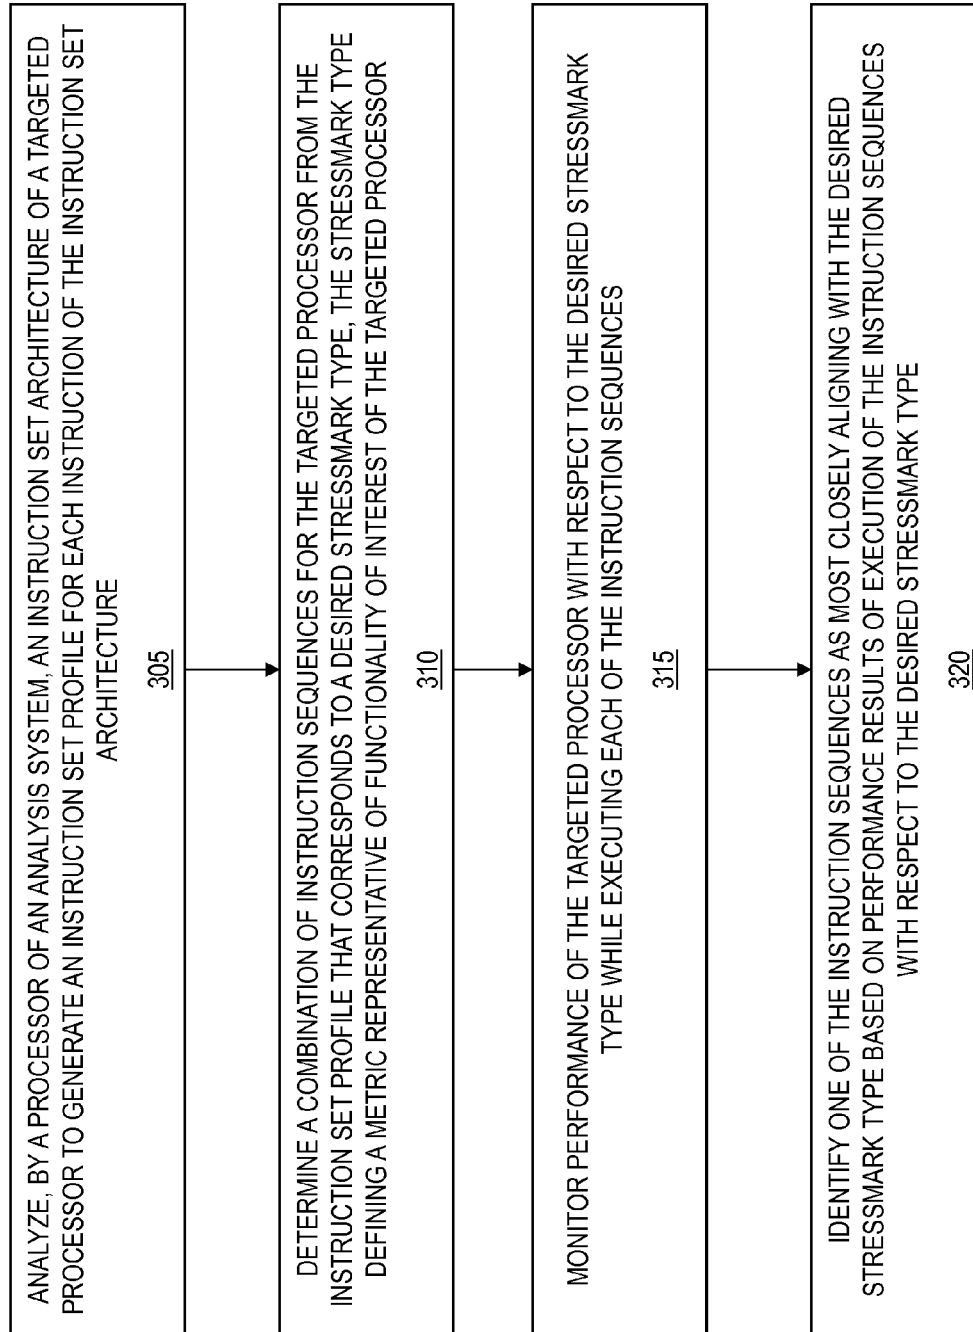 ANALYZE, BY A PROCESSOR OF AN ANALYSIS SYSTEM, AN INSTRUCTION SET ARCHITECTURE OF A TARGETED
PROCESSOR TO GENERATE AN INSTRUCTION SET PROFILE FOR EACH INSTRUCTION OF THE INSTRUCTION SET
ARCHITECTURE
305
DETERMINE A COMBINATION OF INSTRUCTION SEQUENCES FOR THE TARGETED PROCESSOR FROM THE
INSTRUCTION SET PROFILE THAT CORRESPONDS TO A DESIRED STRESSMARK TYPE, THE STRESSMARK TYPE
DEFINING A METRIC REPRESENTATIVE OF FUNCTIONALITY OF INTEREST OF THE TARGETED PROCESSOR
310
MONITOR PERFORMANCE OF THE TARGETED PROCESSOR WITH RESPECT TO THE DESIRED STRESSMARK
TYPE WHILE EXECUTING EACH OF THE INSTRUCTION SEQUENCES
315
IDENTIFY ONE OF THE INSTRUCTION SEQUENCES AS MOST CLOSELY ALIGNING WITH THE DESIRED
STRESSMARK TYPE BASED ON PERFORMANCE RESULTS OF EXECUTION OF THE INSTRUCTION SEQUENCES
WITH RESPECT TO THE DESIRED STRESSMARK TYPE
320